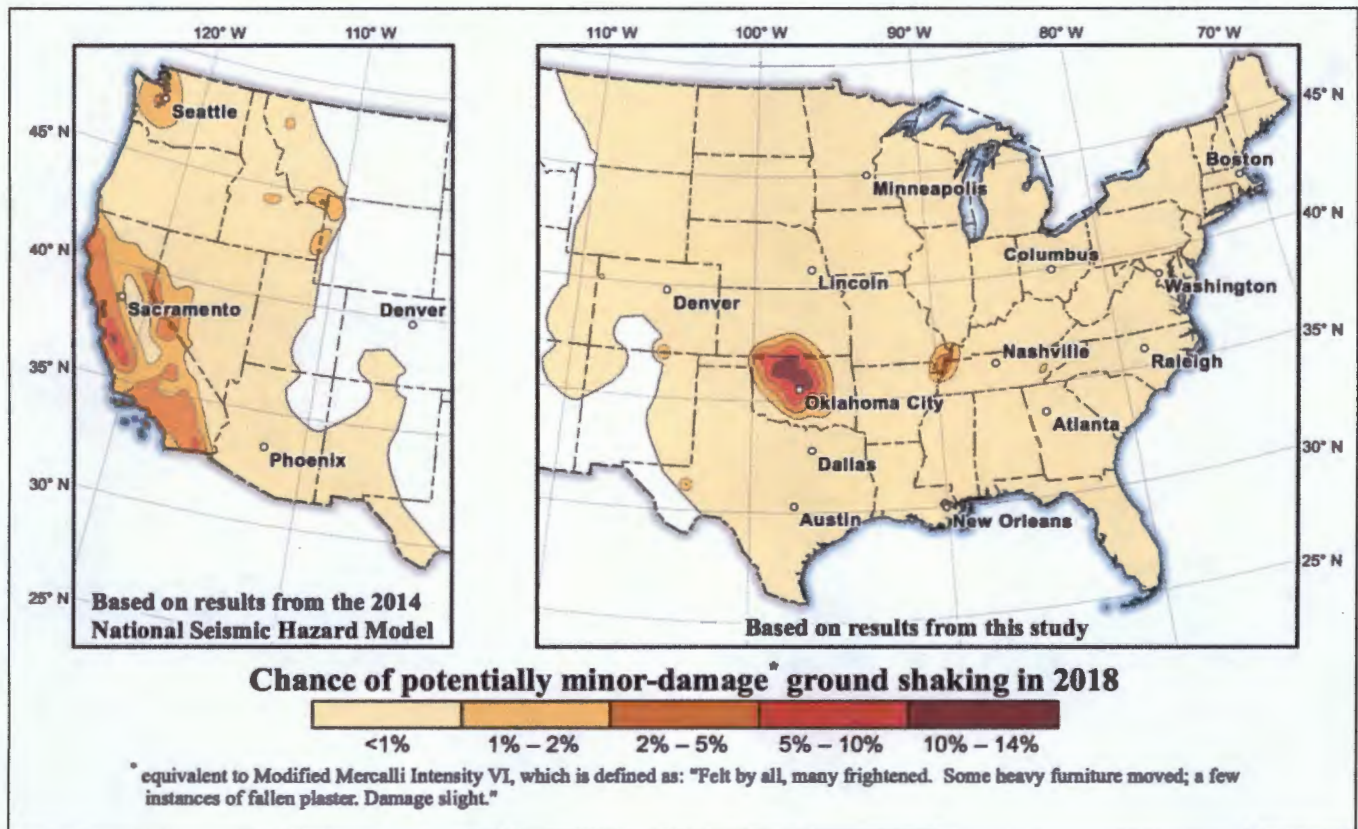 120° W
110° W
110° W
100° W
90° W
80° W
70° W
45° N
40° N
35° N
30° N
25° N
Seattle
Sacramento
Denver
Phoenix
Based on results from the 2014
National Seismic Hazard Model
Minneapolis
Boston
Columbus
Lincoln
Washington
Denver
Nashville
Raleigh
Oklahoma City
Atlanta
Dallas
Austin
New Orleans
Based on results from this study
45° N
40° N
35° N
30° N
25° N
Chance of potentially minor-damage* ground shaking in 2018
<1%
1% – 2%
2% – 5%
5% – 10%
10% – 14%
* equivalent to Modified Mercalli Intensity VI, which is defined as: "Felt by all, many frightened. Some heavy furniture moved; a few
instances of fallen plaster. Damage slight."